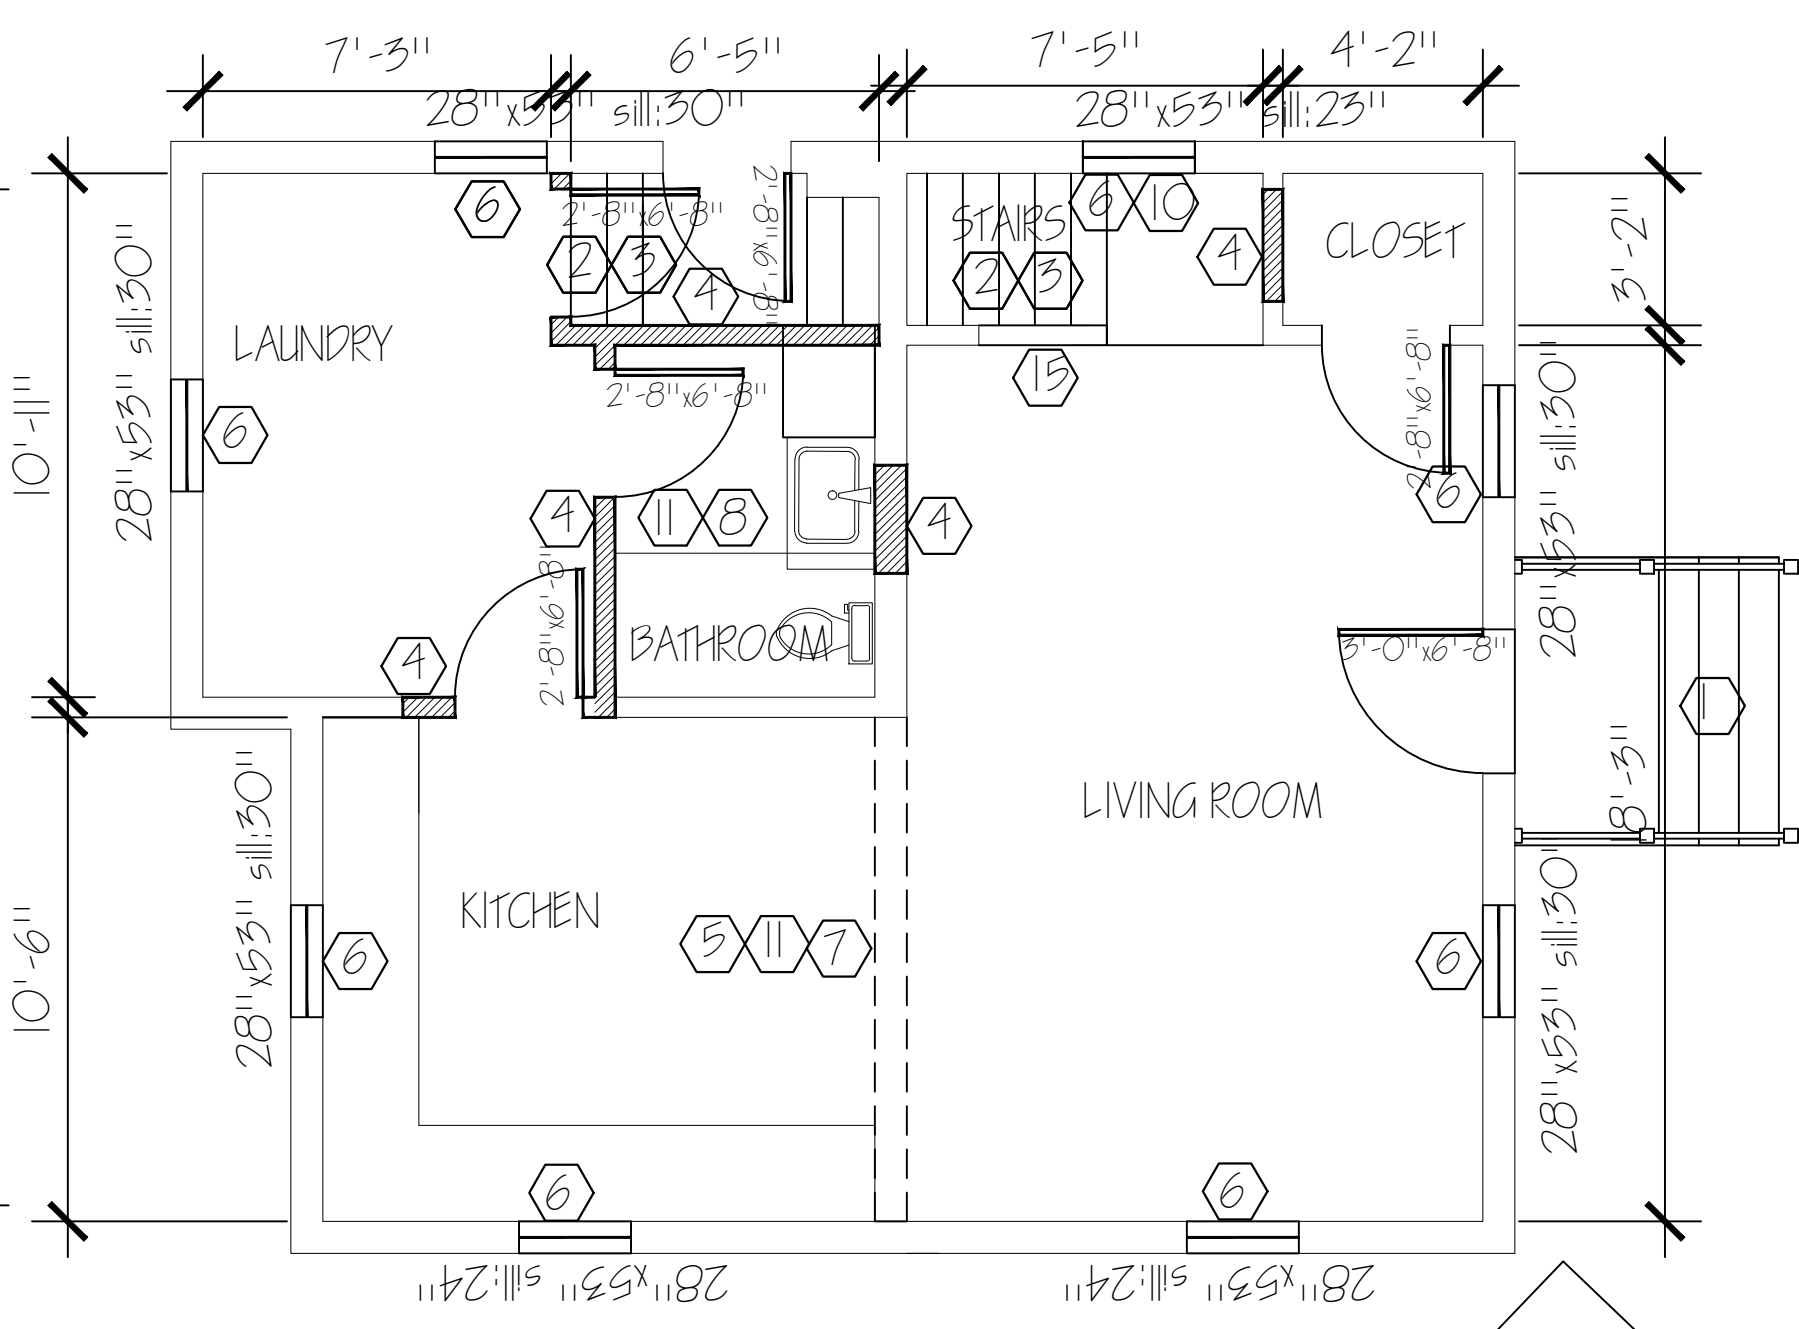 7'-3"
6'-5"
7'-5"
4'-2"
28"x53" sill:30"
28"x53" sill:23"
6
2'-8"x6'-8"
2'-8"x6'-8"
2
3
4
STAIRS
6
10
2
3
4
CLOSET
3'-2"
28"x53" sill:30"
LAUNDRY
10'-11"
6
2'-8"x6'-8"
15
2'-8"x6'-8"
6
28"x53" sill:30"
4
11
8
4
2'-8"x6'-8"
4
BATHROOM
3'-0"x6'-8"
1
18'-3"
LIVING ROOM
28"x53" sill:30"
KITCHEN
5
11
7
10'-6"
6
6
28"x53" sill:30"
6
6
28"x53" sill:24"
28"x53" sill:24"